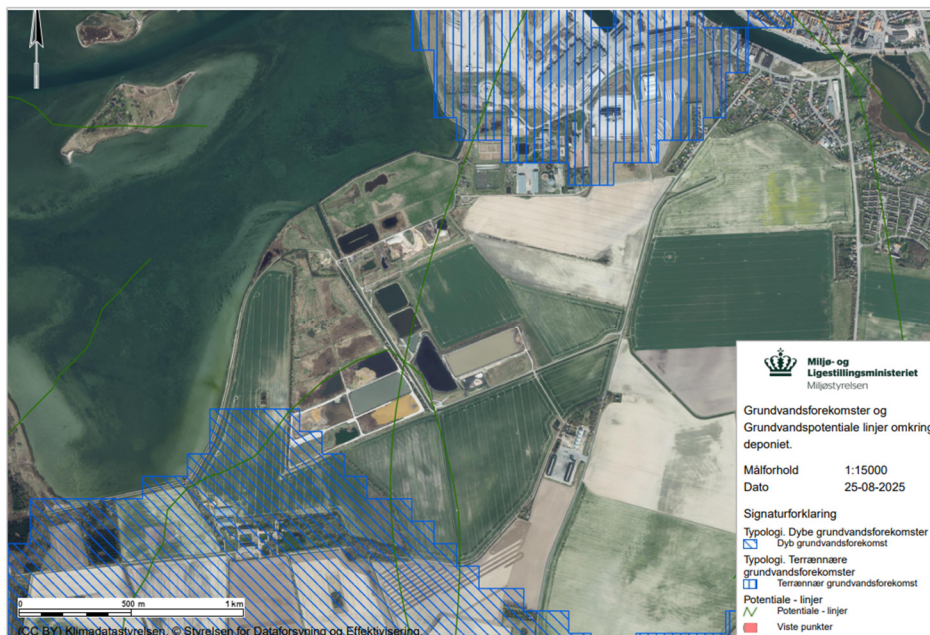 Miljø- og
Ligestillingsministeriet
Miljøstyrelsen
Grundvandsforekomster og
Grundvandspotentiale linjer omkring
deponiet.
Målforhold 1:15000
Dato 25-08-2025
Signaturforklaring
Typologi. Dybe grundvandsforekomster
Dyb grundvandsforekomst
Typologi. Terrænnære
grundvandsforekomster
Terrænnær grundvandsforekomst
Potentiale - linjer
Potentiale - linjer
Viste punkter
0 500 m 1 km
(CC BY) Klimadatastyrelsen, © Styrelsen for Dataforsyning og Effektivisering